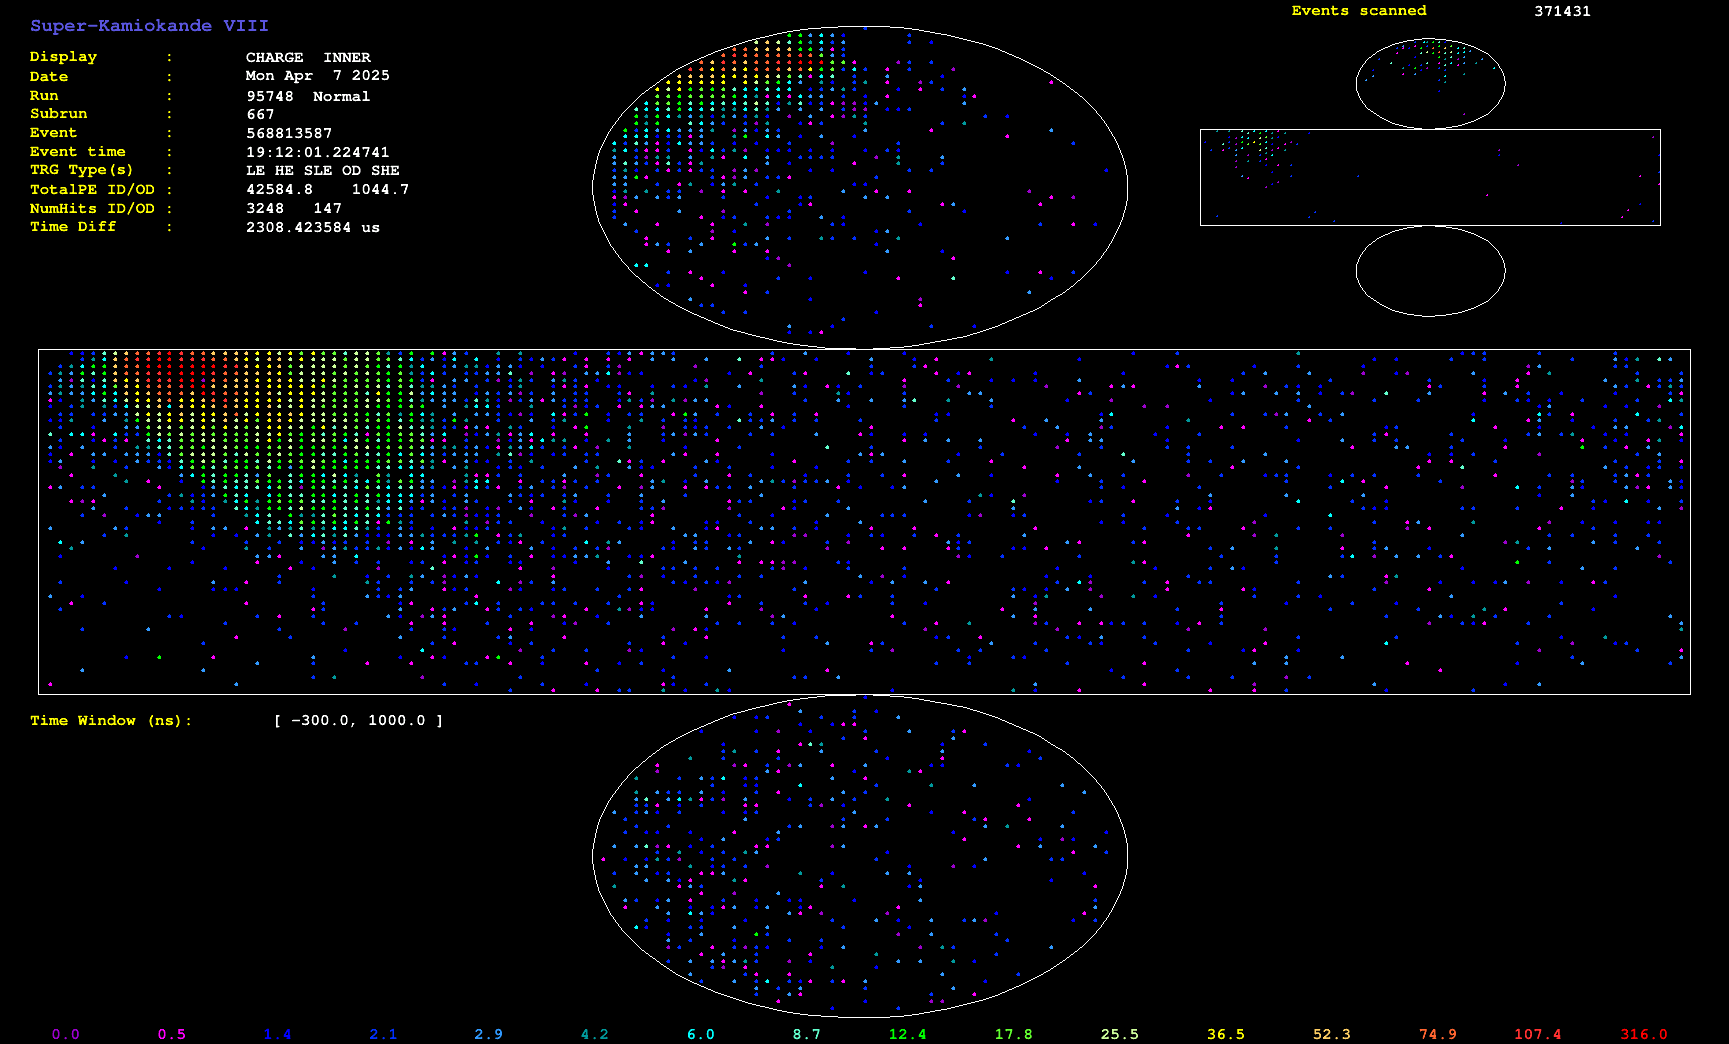 Super-Kamiokande VIII
Events scanned 371431
Display : CHARGE INNER
Date : Mon Apr 7 2025
Run : 95748 Normal
Subrun : 667
Event : 568813587
Event time : 19:12:01.224741
TRG Type(s) : LE HE SLE OD SHE
TotalPE ID/OD : 42584.8 1044.7
NumHits ID/OD : 3248 147
Time Diff : 2308.423584 us
Time Window (ns): [ -300.0, 1000.0 ]
0.0 0.5 1.4 2.1 2.9 4.2 6.0 8.7 12.4 17.8 25.5 36.5 52.3 74.9 107.4 316.0